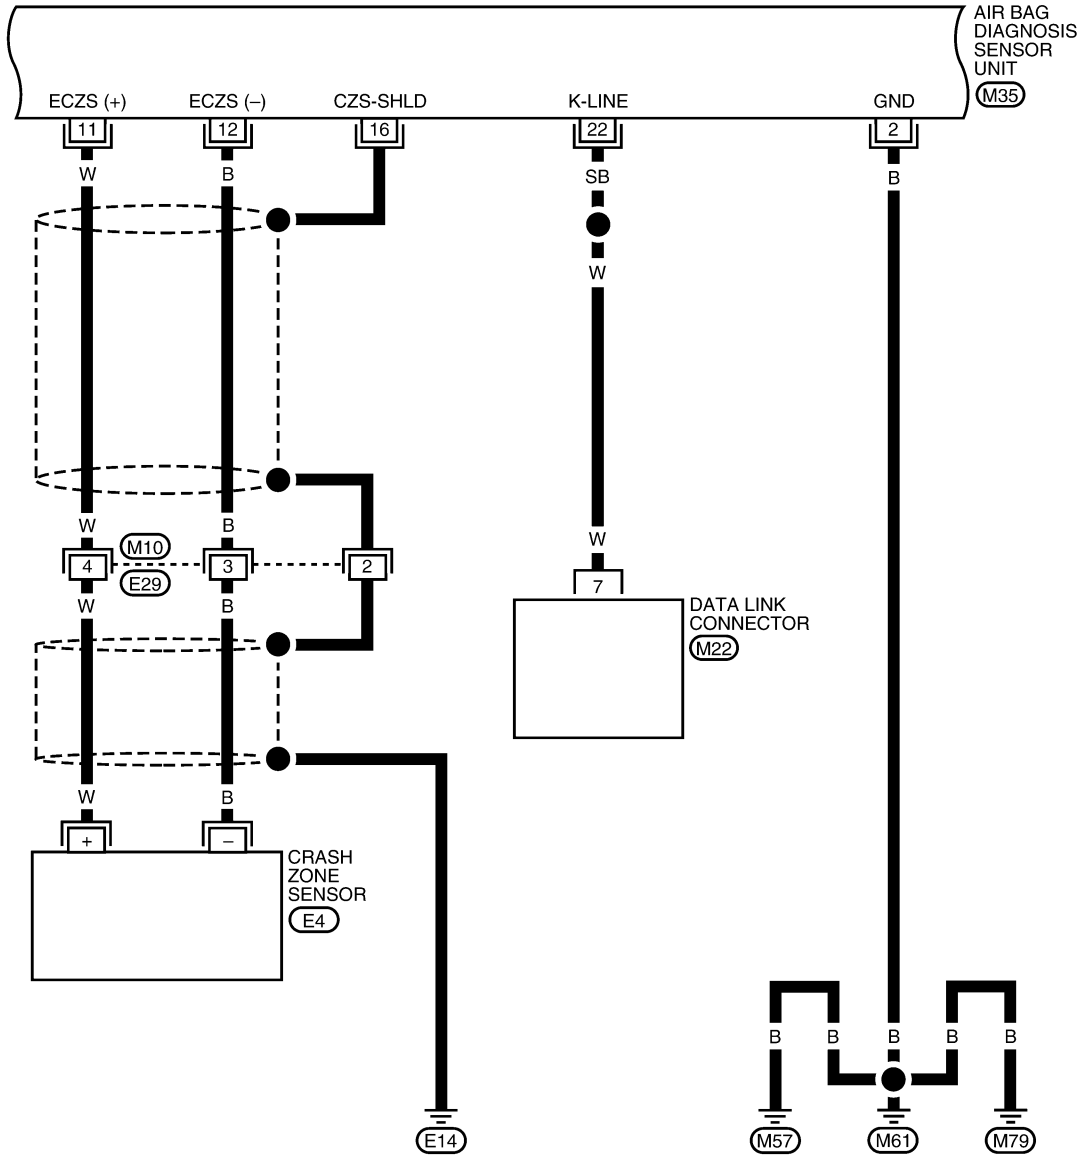 AIR BAG
DIAGNOSIS
SENSOR
UNIT
M35
ECZS (+) ECZS (–) CZS-SHLD K-LINE GND
11 12 16 22 2
W B SB B
W
W B W
M10
4 3 2 7
E29
W B
DATA LINK
CONNECTOR
M22
W B
+ –
CRASH
ZONE
SENSOR
E4
B B B B B
E14 M57 M61 M79